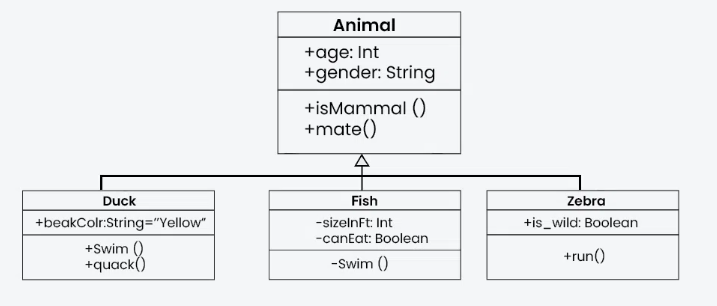 Animal
+age: Int
+gender: String
+isMammal ()
+mate()
Duck
+beakColr:String="Yellow"
+Swim ()
+quack()
Fish
-sizeInFt: Int
-canEat: Boolean
-Swim ()
Zebra
+is_wild: Boolean
+run()